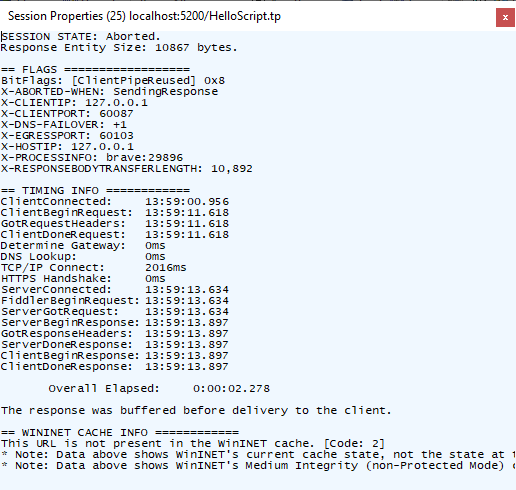 Session Properties (25) localhost:5200/HelloScript.tp
x
SESSION STATE: Aborted.
Response Entity Size: 10867 bytes.
== FLAGS ==================
BitFlags: [ClientPipeReused] 0x8
X-ABORTED-WHEN: SendingResponse
X-CLIENTIP: 127.0.0.1
X-CLIENTPORT: 60087
X-DNS-FAILOVER: +1
X-EGRESSPORT: 60103
X-HOSTIP: 127.0.0.1
X-PROCESSINFO: brave:29896
X-RESPONSEBODYTRANSFERLENGTH: 10,892
== TIMING INFO ============
ClientConnected: 13:59:00.956
ClientBeginRequest: 13:59:11.618
GotRequestHeaders: 13:59:11.618
ClientDoneRequest: 13:59:11.618
Determine Gateway: 0ms
DNS Lookup: 0ms
TCP/IP Connect: 2016ms
HTTPS Handshake: 0ms
ServerConnected: 13:59:13.634
FiddlerBeginRequest: 13:59:13.634
ServerGotRequest: 13:59:13.634
ServerBeginResponse: 13:59:13.897
GotResponseHeaders: 13:59:13.897
ServerDoneResponse: 13:59:13.897
ClientBeginResponse: 13:59:13.897
ClientDoneResponse: 13:59:13.897
Overall Elapsed: 0:00:02.278
The response was buffered before delivery to the client.
== WININET CACHE INFO ============
This URL is not present in the WinINET cache. [Code: 2]
* Note: Data above shows WinINET's current cache state, not the state at
* Note: Data above shows WinINET's Medium Integrity (non-Protected Mode)